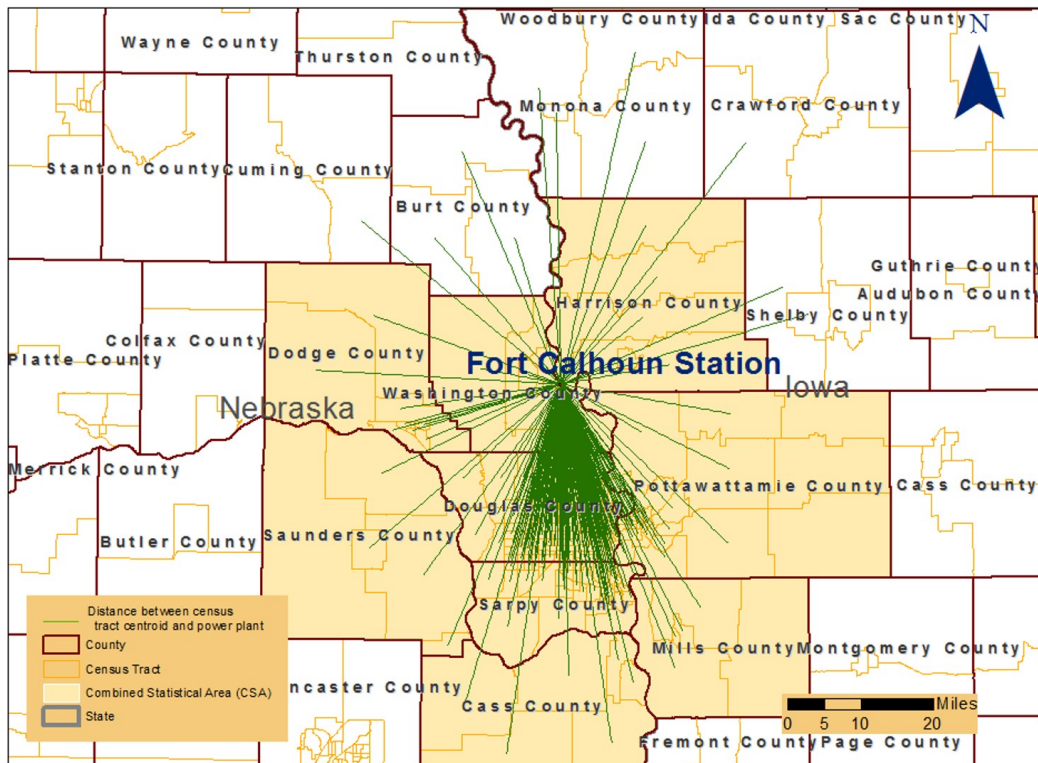 Woodbury County
Ida County
Sac County
N
Wayne County
Thurston County
Monona County
Crawford County
Stanton County
Cuming County
Burt County
Guthrie County
Harrison County
Audubon County
Shelby County
Colfax County
Platte County
Dodge County
Fort Calhoun Station
Washington County
Iowa
Nebraska
Merrick County
Pottawattamie County
Cass County
Douglas County
Butler County
Saunders County
Sarpy County
Mills County
Montgomery County
ncaster County
Cass County
Fremont County
Page County
Distance between census
tract centroid and power plant
County
Census Tract
Combined Statistical Area (CSA)
State
Miles
0 5 10 20